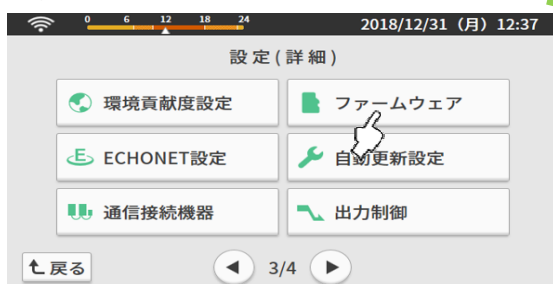 0 6 12 18 24 2018/12/31 (月) 12:37
設定(詳細)
環境貢献度設定 ファームウェア
E ECHONET設定 自動更新設定
通信接続機器 出力制御
戻る 3/4